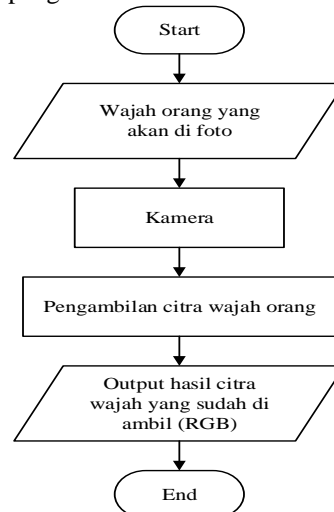 Start
Wajah orang yang
akan di foto
Kamera
Pengambilan citra wajah orang
Output hasil citra
wajah yang sudah di
ambil (RGB)
End